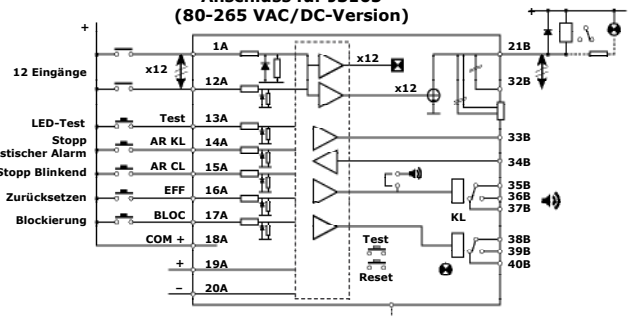 (80-265 VAC/DC-Version)
+
+
1A
21B
12 Eingänge
x12
x12
12A
x12
32B
LED-Test
Test
13A
33B
Stopp
AR KL
14A
34B
stischer Alarm
Stopp Blinkend
AR CL
15A
35B
Zurücksetzen
EFF
16A
36B
37B
Blockierung
BLOC
17A
KL
COM +
18A
Test
38B
39B
+
19A
40B
Reset
–
20A